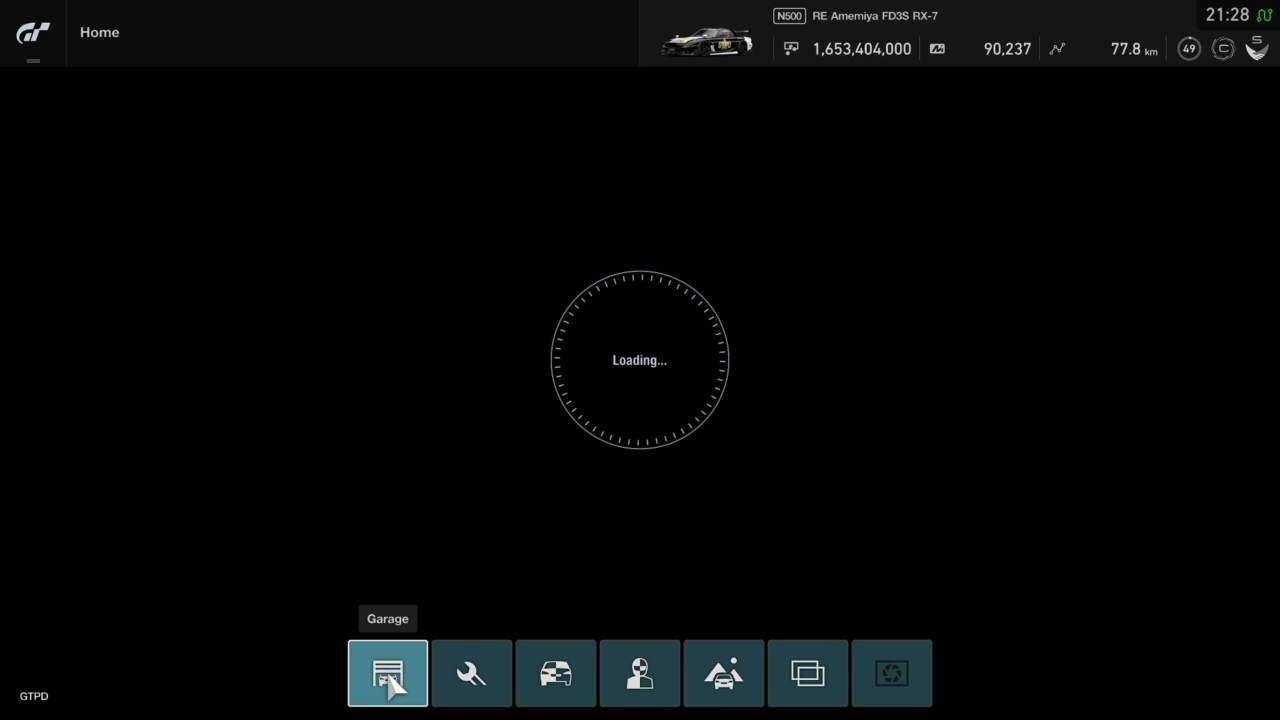 Home
N500 RE Amemiya FD3S RX-7
21:28
1,653,404,000 90,237 77.8 km 49 C S
Loading...
Garage
GTPD